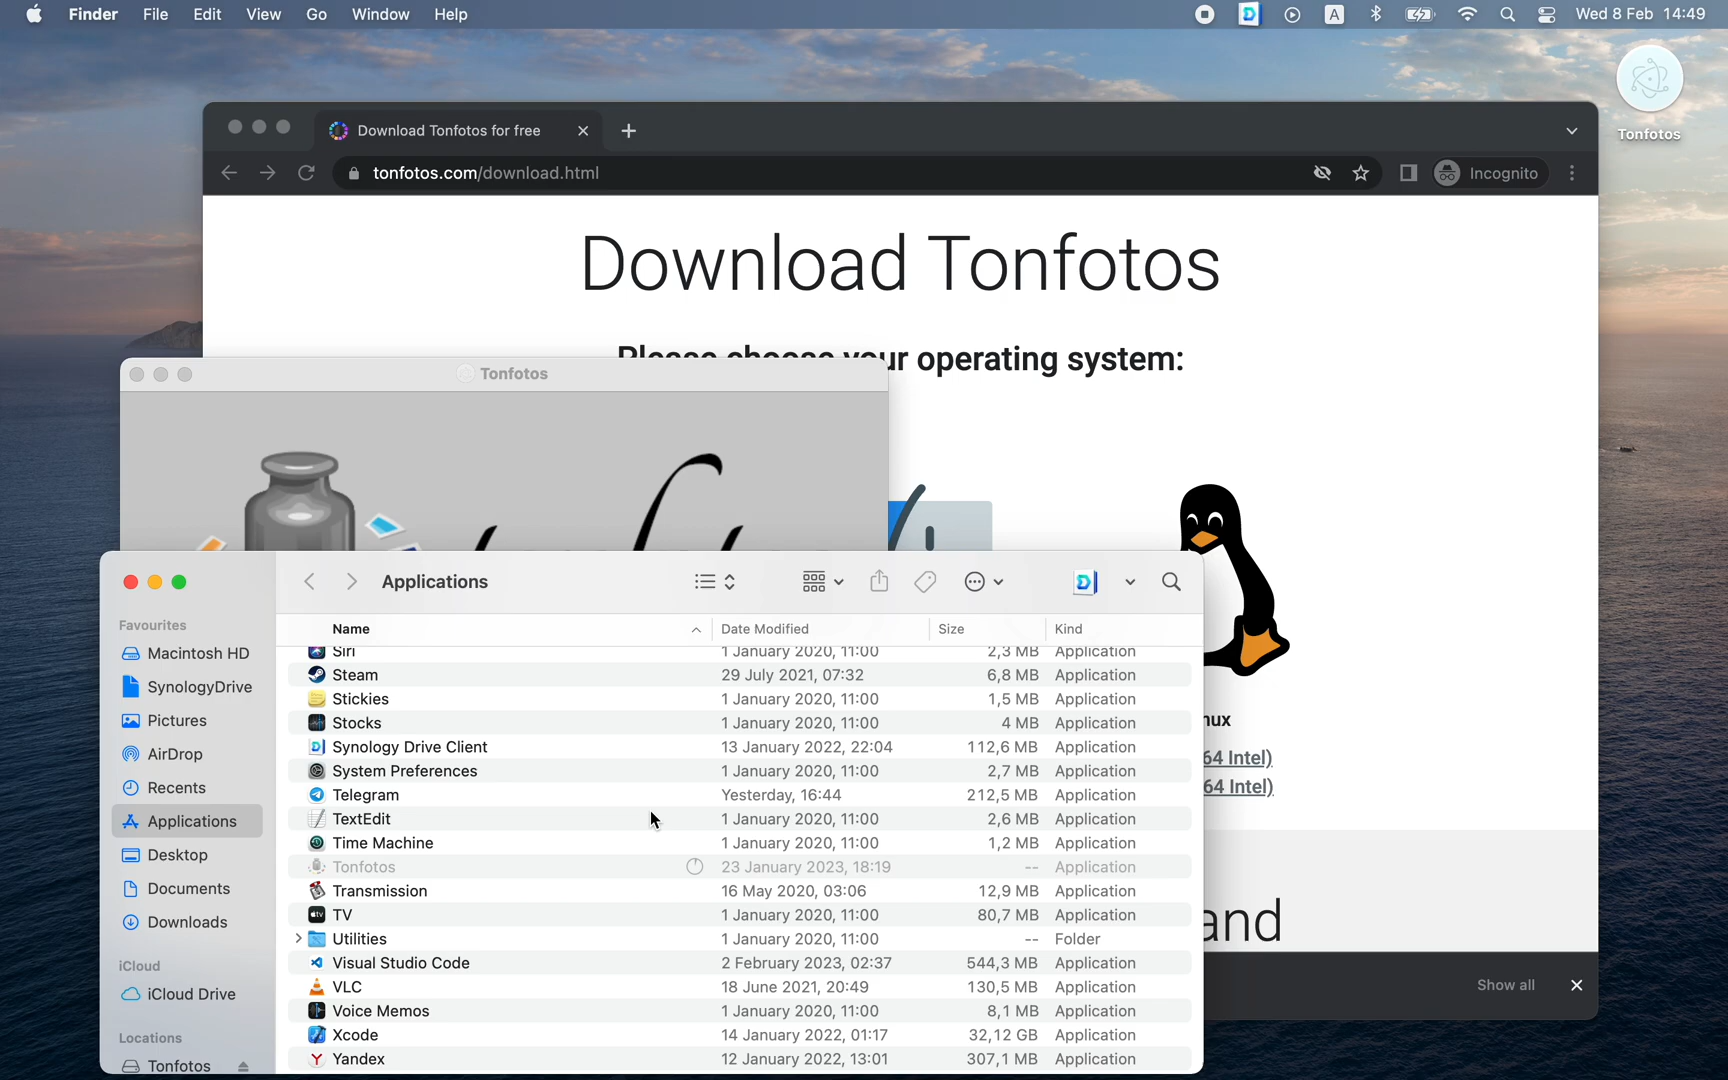 Finder File Edit View Go Window Help
A Wed 8 Feb 14:49
Tonfotos
Download Tonfotos for free
tonfotos.com/download.html
Incognito
Download Tonfotos
your operating system:
Tonfotos
Applications
Favourites
Macintosh HD
SynologyDrive
Pictures
AirDrop
Recents
Applications
Desktop
Documents
Downloads
iCloud
iCloud Drive
Locations
Tonfotos
Name Date Modified Size Kind
Siri 1 January 2020, 11:00 2,3 MB Application
Steam 29 July 2021, 07:32 6,8 MB Application
Stickies 1 January 2020, 11:00 1,5 MB Application
Stocks 1 January 2020, 11:00 4 MB Application
Synology Drive Client 13 January 2022, 22:04 112,6 MB Application
System Preferences 1 January 2020, 11:00 2,7 MB Application
Telegram Yesterday, 16:44 212,5 MB Application
TextEdit 1 January 2020, 11:00 2,6 MB Application
Time Machine 1 January 2020, 11:00 1,2 MB Application
Tonfotos 23 January 2023, 18:19 -- Application
Transmission 16 May 2020, 03:06 12,9 MB Application
TV 1 January 2020, 11:00 80,7 MB Application
Utilities 1 January 2020, 11:00 -- Folder
Visual Studio Code 2 February 2023, 02:37 544,3 MB Application
VLC 18 June 2021, 20:49 130,5 MB Application
Voice Memos 1 January 2020, 11:00 8,1 MB Application
Xcode 14 January 2022, 01:17 32,12 GB Application
Yandex 12 January 2022, 13:01 307,1 MB Application
nux
64 Intel)
64 Intel)
and
Show all